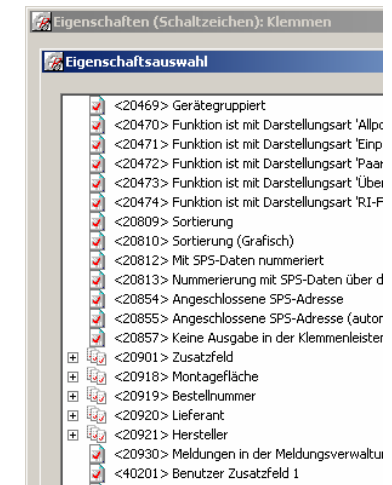 Eigenschaften (Schaltzeichen): Klemmen
Eigenschaftsauswahl
<20469> Gerätegruppiert
<20470> Funktion ist mit Darstellungsart 'Allpo
<20471> Funktion ist mit Darstellungsart 'Einp
<20472> Funktion ist mit Darstellungsart 'Paar
<20473> Funktion ist mit Darstellungsart 'Über
<20474> Funktion ist mit Darstellungsart 'RI-F
<20809> Sortierung
<20810> Sortierung (Grafisch)
<20812> Mit SPS-Daten nummeriert
<20813> Nummerierung mit SPS-Daten über d
<20854> Angeschlossene SPS-Adresse
<20855> Angeschlossene SPS-Adresse (autom
<20857> Keine Ausgabe in der Klemmenleister
<20901> Zusatzfeld
<20918> Montagefläche
<20919> Bestellnummer
<20920> Lieferant
<20921> Hersteller
<20930> Meldungen in der Meldungsverwaltu
<40201> Benutzer Zusatzfeld 1